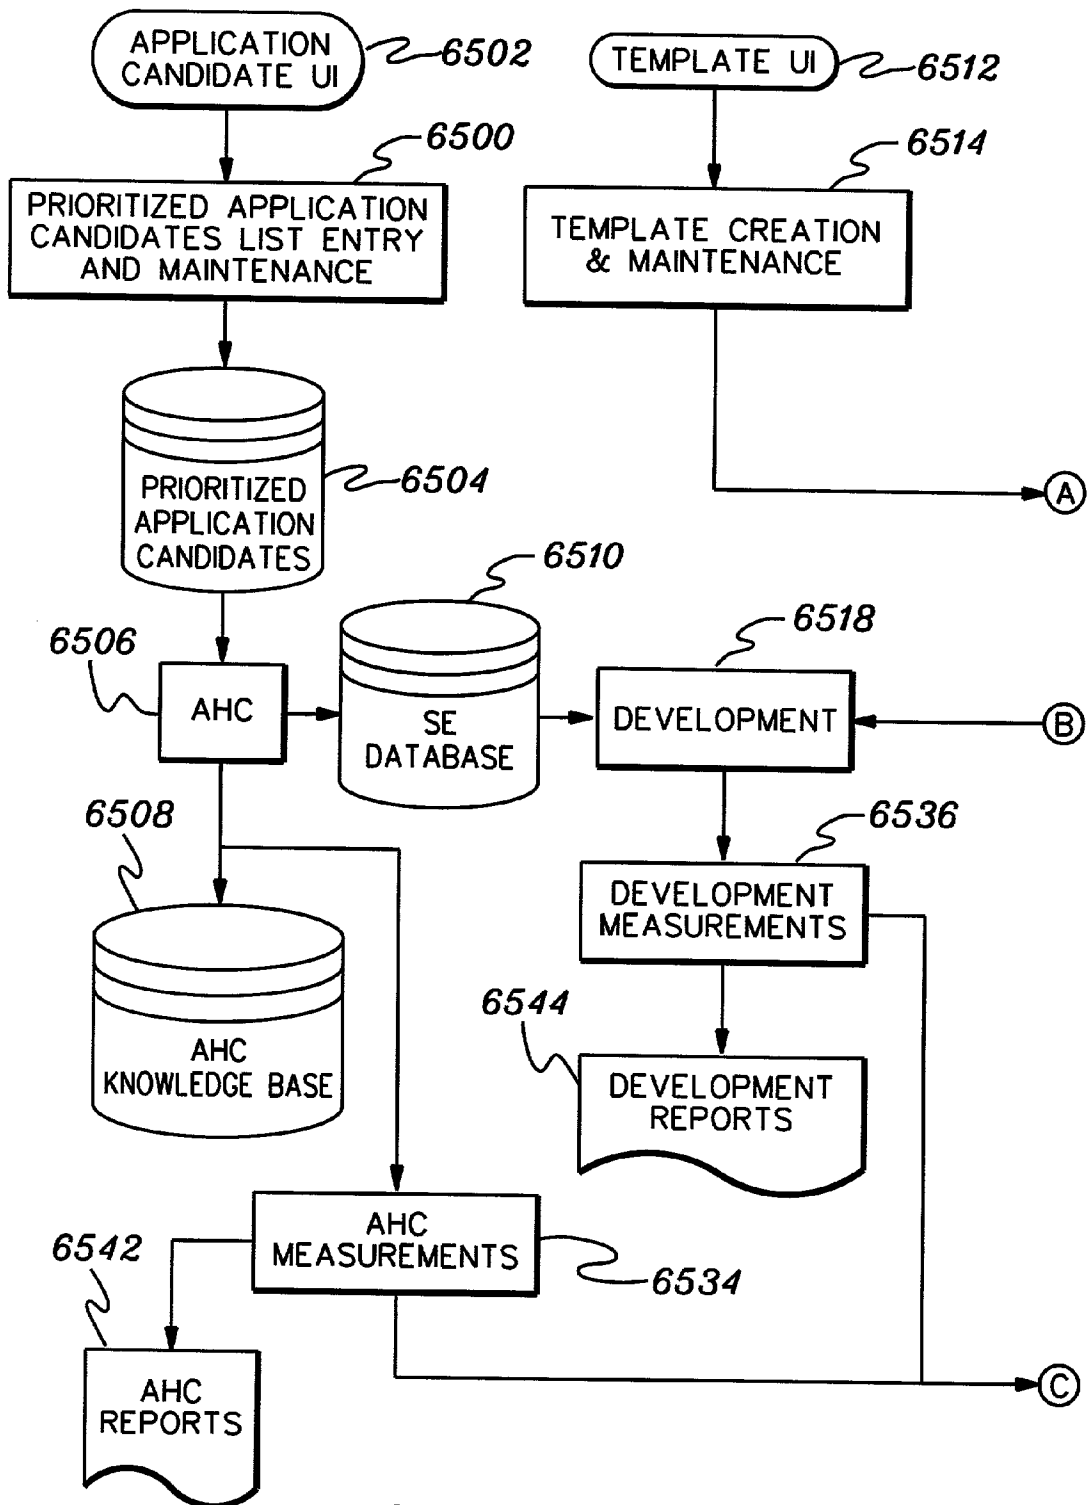 APPLICATION
CANDIDATE UI
6502
TEMPLATE UI
6512
6500
6514
PRIORITIZED APPLICATION
CANDIDATES LIST ENTRY
AND MAINTENANCE
TEMPLATE CREATION
& MAINTENANCE
PRIORITIZED
APPLICATION
CANDIDATES
6504
A
6510
6506
AHC
SE
DATABASE
6518
DEVELOPMENT
B
6508
AHC
KNOWLEDGE BASE
6536
DEVELOPMENT
MEASUREMENTS
6544
DEVELOPMENT
REPORTS
AHC
MEASUREMENTS
6534
6542
AHC
REPORTS
C